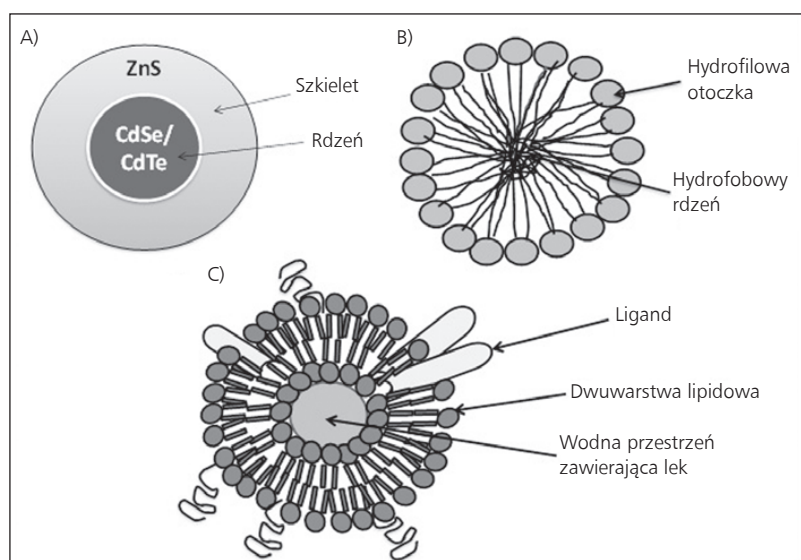 A)
ZnS
CdSe/
CdTe
Szkielet
Rdzeń
B)
Hydrofilowa
otoczka
Hydrofobowy
rdzeń
C)
Ligand
Dwuwarstwa lipidowa
Wodna przestrzeń
zawierająca lek